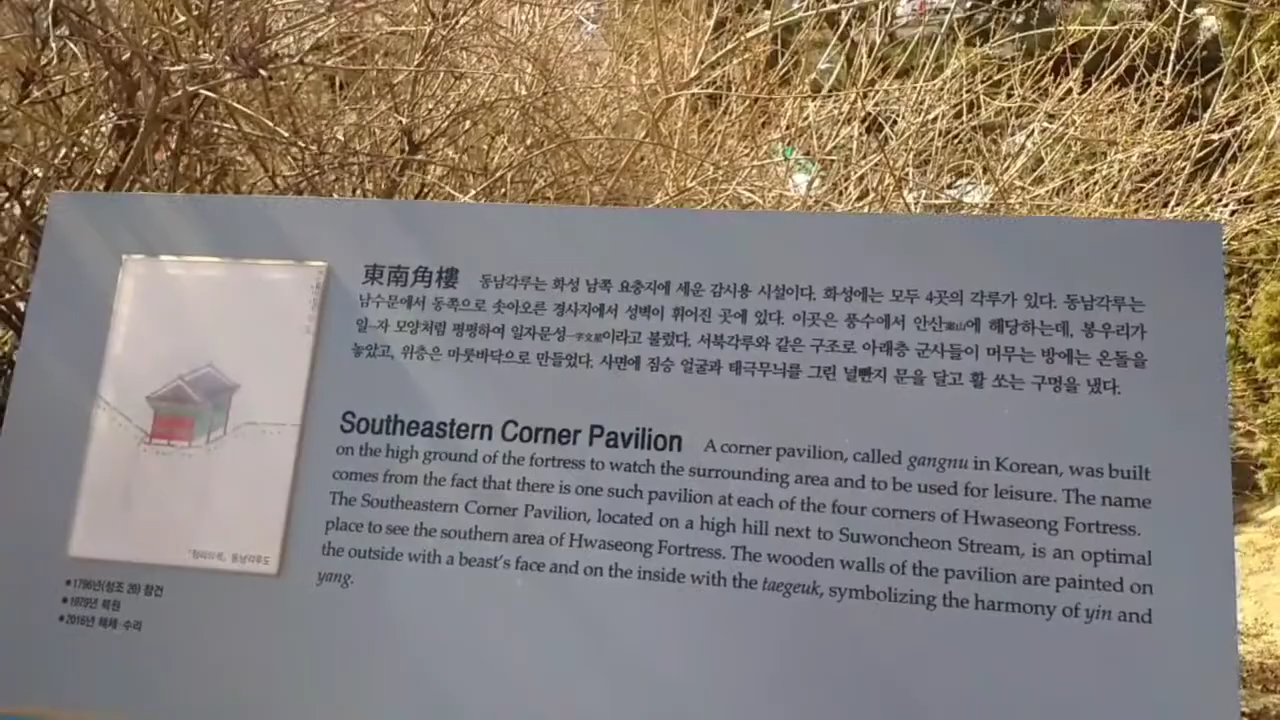 東南角樓 동남각루는 화성 남쪽 요충지에 세운 감시용 시설이다. 화성에는 모두 4곳의 각루가 있다. 동남각루는
남수문에서 동쪽으로 솟아오른 경사지에서 성벽이 휘어진 곳에 있다. 이곳은 풍수에서 안산案山에 해당하는데, 봉우리가
일一자 모양처럼 평평하여 일자문성一字文星이라고 불렀다. 서북각루와 같은 구조로 아래층 군사들이 머무는 방에는 온돌을
놓았고, 위층은 마룻바닥으로 만들었다. 사면에 짐승 얼굴과 태극무늬를 그린 널빤지 문을 달고 활 쏘는 구멍을 냈다.
Southeastern Corner Pavilion A corner pavilion, called gangnu in Korean, was built
on the high ground of the fortress to watch the surrounding area and to be used for leisure. The name
comes from the fact that there is one such pavilion at each of the four corners of Hwaseong Fortress.
The Southeastern Corner Pavilion, located on a high hill next to Suwoncheon Stream, is an optimal
place to see the southern area of Hwaseong Fortress. The wooden walls of the pavilion are painted on
the outside with a beast's face and on the inside with the taegeuk, symbolizing the harmony of yin and
yang.
동남각루도
●1796년(정조 20) 창건
●1979년 복원
●2016년 해체·수리